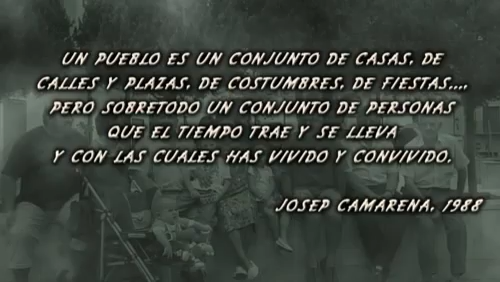 UN PUEBLO ES UN CONJUNTO DE CASAS, DE
CALLES Y PLAZAS, DE COSTUMBRES, DE FIESTAS....
PERO SOBRETODO UN CONJUNTO DE PERSONAS
QUE EL TIEMPO TRAE Y SE LLEVA
Y CON LAS CUALES HAS VIVIDO Y CONVIVIDO.
JOSEP CAMARENA, 1988